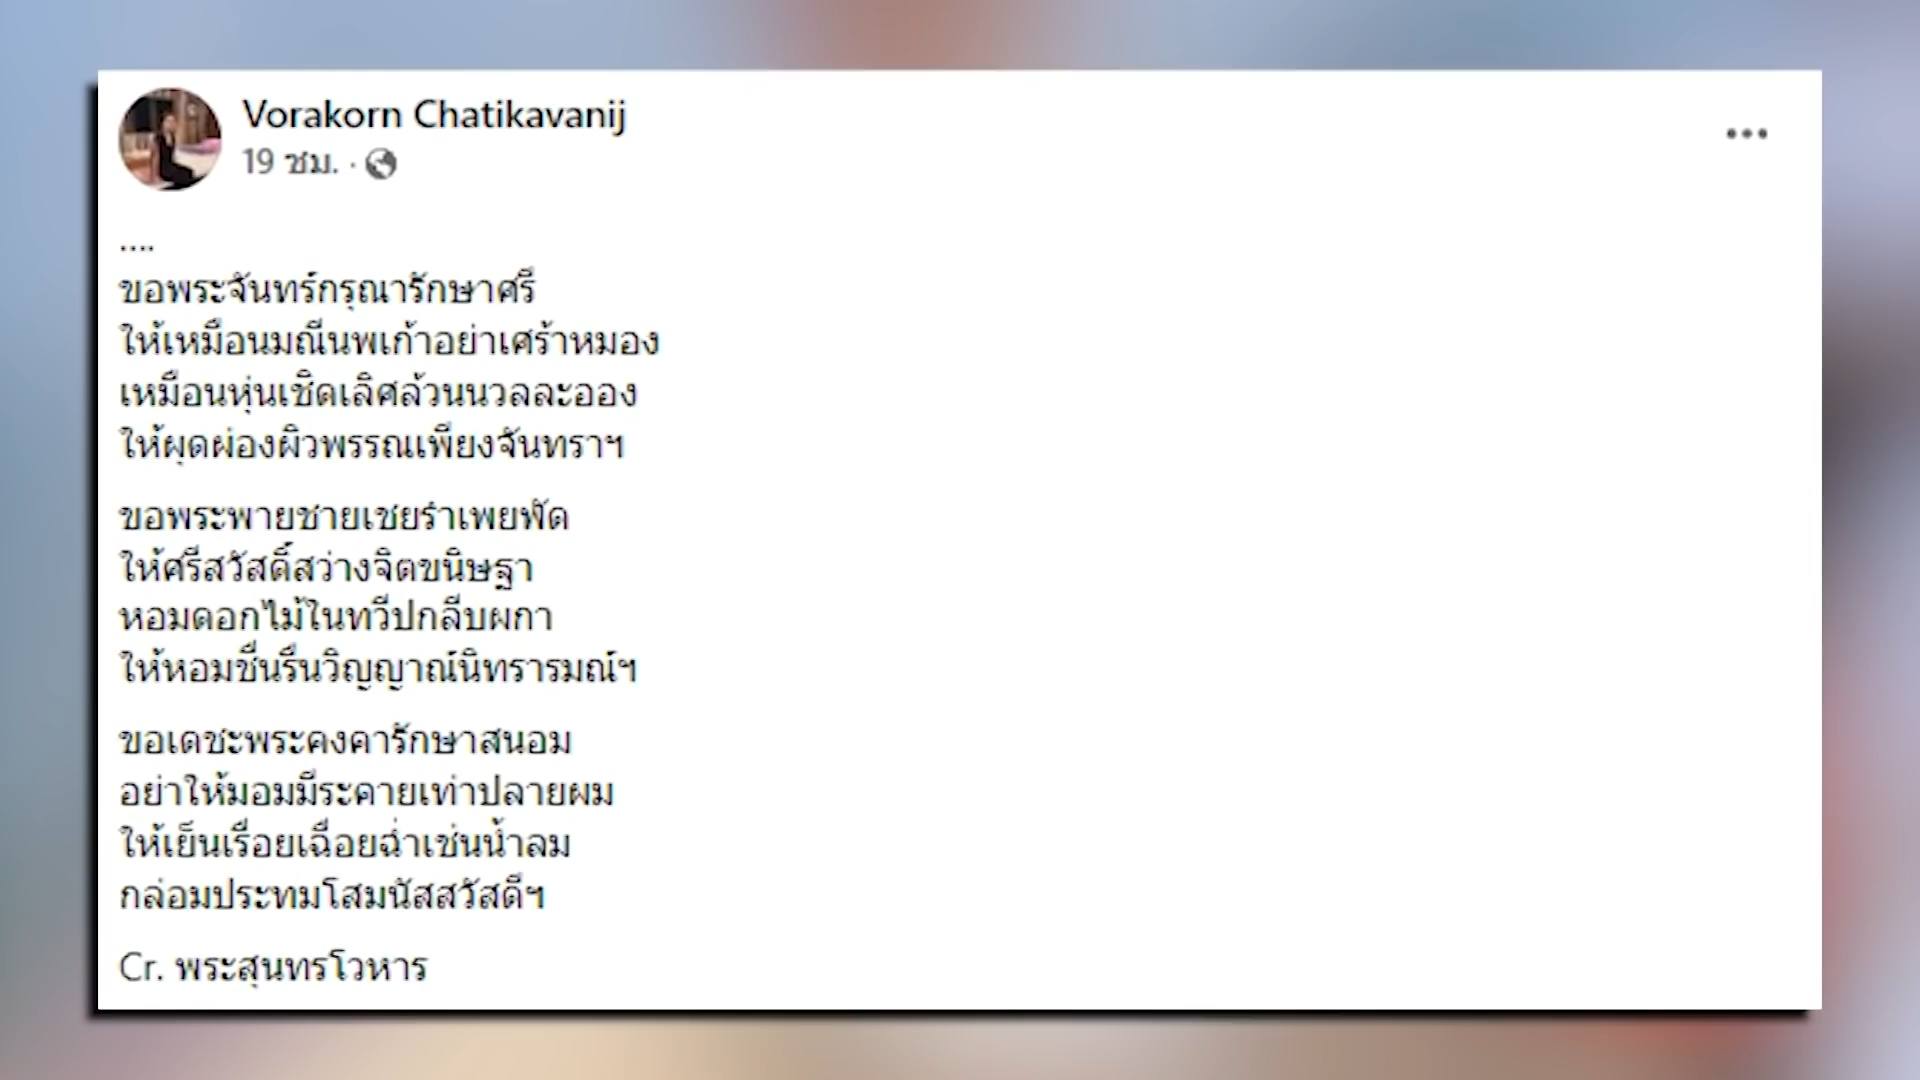 Vorakorn Chatikavanij
19 ชม. ·
....
ขอพระจันทร์กรุณารักษาศรี
ให้เหมือนมณีนพเก้าอย่าเศร้าหมอง
เหมือนหุ่นเชิดเลิศล้วนนวลละออง
ให้ผุดผ่องผิวพรรณเพียงจันทราฯ
ขอพระพายชายเชยรำเพยพัด
ให้ศรีสวัสดิ์สว่างจิตขนิษฐา
หอมดอกไม้ในทวีปกลีบผกา
ให้หอมชื่นรื่นวิญญาณ์นิทรารมณ์ฯ
ขอเดชะพระคงคารักษาสนอม
อย่าให้มอมมีระคายเท่าปลายผม
ให้เย็นเรื่อยเฉื่อยฉ่ำเช่นน้ำลม
กล่อมประทมโสมนัสสวัสดีฯ
Cr. พระสุนทรโวหาร